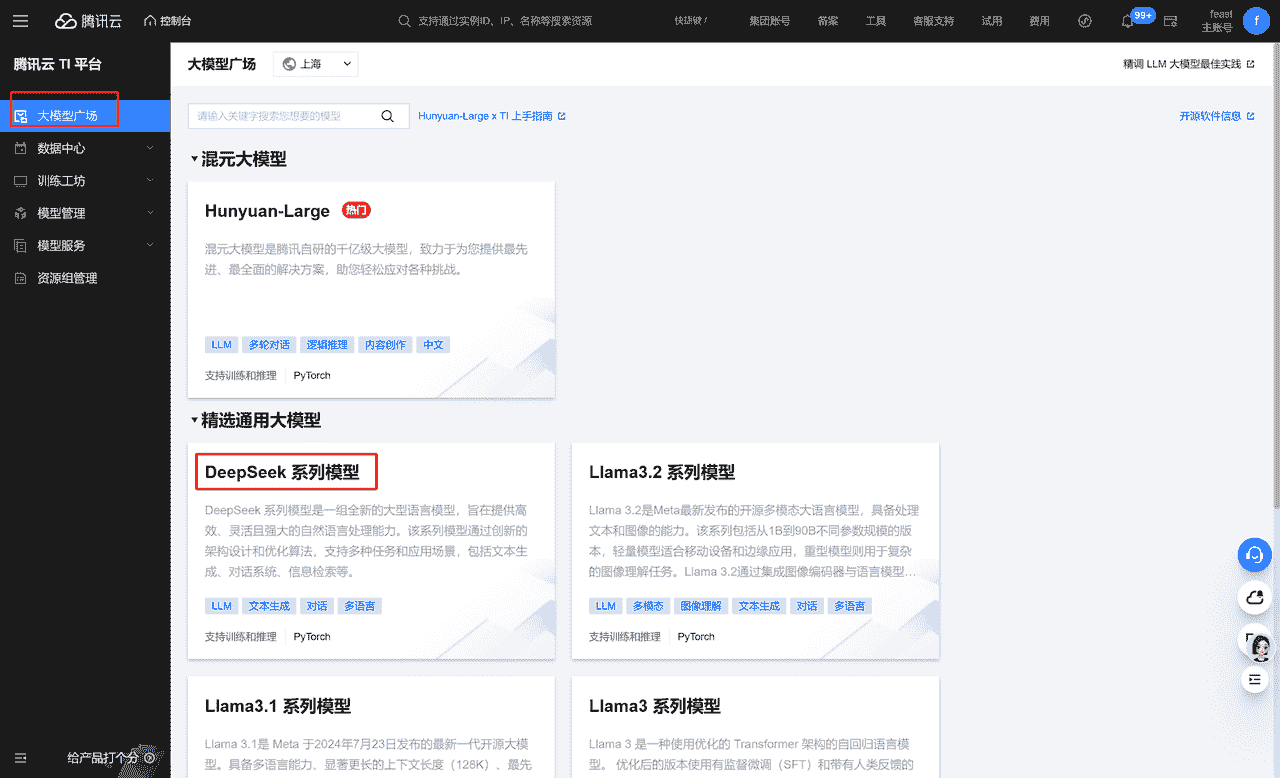 腾讯云
控制台
支持通过实例ID、IP、名称等搜索资源
快捷键 /
集团账号
备案
工具
客服支持
试用
费用
99+
feast
主账号
f
腾讯云 TI 平台
大模型广场
数据中心
训练工坊
模型管理
模型服务
资源组管理
给产品打个分
大模型广场
上海
精调 LLM 大模型最佳实践
请输入关键字搜索您想要的模型
Hunyuan-Large x TI 上手指南
开源软件信息
混元大模型
Hunyuan-Large 热门
混元大模型是腾讯自研的千亿级大模型，致力于为您提供最先
进、最全面的解决方案，助您轻松应对各种挑战。
LLM 多轮对话 逻辑推理 内容创作 中文
支持训练和推理 PyTorch
精选通用大模型
DeepSeek 系列模型
DeepSeek 系列模型是一组全新的大型语言模型，旨在提供高
效、灵活且强大的自然语言处理能力。该系列模型通过创新的
架构设计和优化算法，支持多种任务和应用场景，包括文本生
成、对话系统、信息检索等。
LLM 文本生成 对话 多语言
支持训练和推理 PyTorch
Llama3.2 系列模型
Llama 3.2是Meta最新发布的开源多模态大语言模型，具备处理
文本和图像的能力。该系列包括从1B到90B不同参数规模的版
本，轻量模型适合移动设备和边缘应用，重型模型则用于复杂
的图像理解任务。Llama 3.2通过集成图像编码器与语言模型...
LLM 多模态 图像理解 文本生成 对话 多语言
支持训练和推理 PyTorch
Llama3.1 系列模型
Llama 3.1是 Meta 于2024年7月23日发布的最新一代开源大模
型。具备多语言能力、显著更长的上下文长度（128K）、最先
Llama3 系列模型
Llama 3 是一种使用优化的 Transformer 架构的自回归语言模
型。 优化后的版本使用有监督微调（SFT）和带有人类反馈的